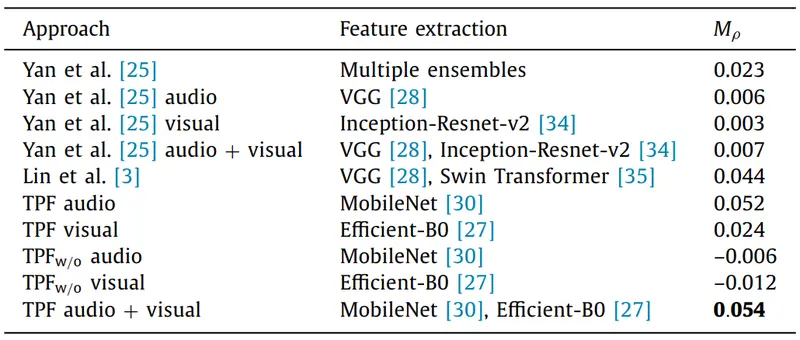 Approach Feature extraction Mρ
Yan et al. [25] Multiple ensembles 0.023
Yan et al. [25] audio VGG [28] 0.006
Yan et al. [25] visual Inception-Resnet-v2 [34] 0.003
Yan et al. [25] audio + visual VGG [28], Inception-Resnet-v2 [34] 0.007
Lin et al. [3] VGG [28], Swin Transformer [35] 0.044
TPF audio MobileNet [30] 0.052
TPF visual Efficient-B0 [27] 0.024
TPFw/o audio MobileNet [30] −0.006
TPFw/o visual Efficient-B0 [27] −0.012
TPF audio + visual MobileNet [30], Efficient-B0 [27] 0.054